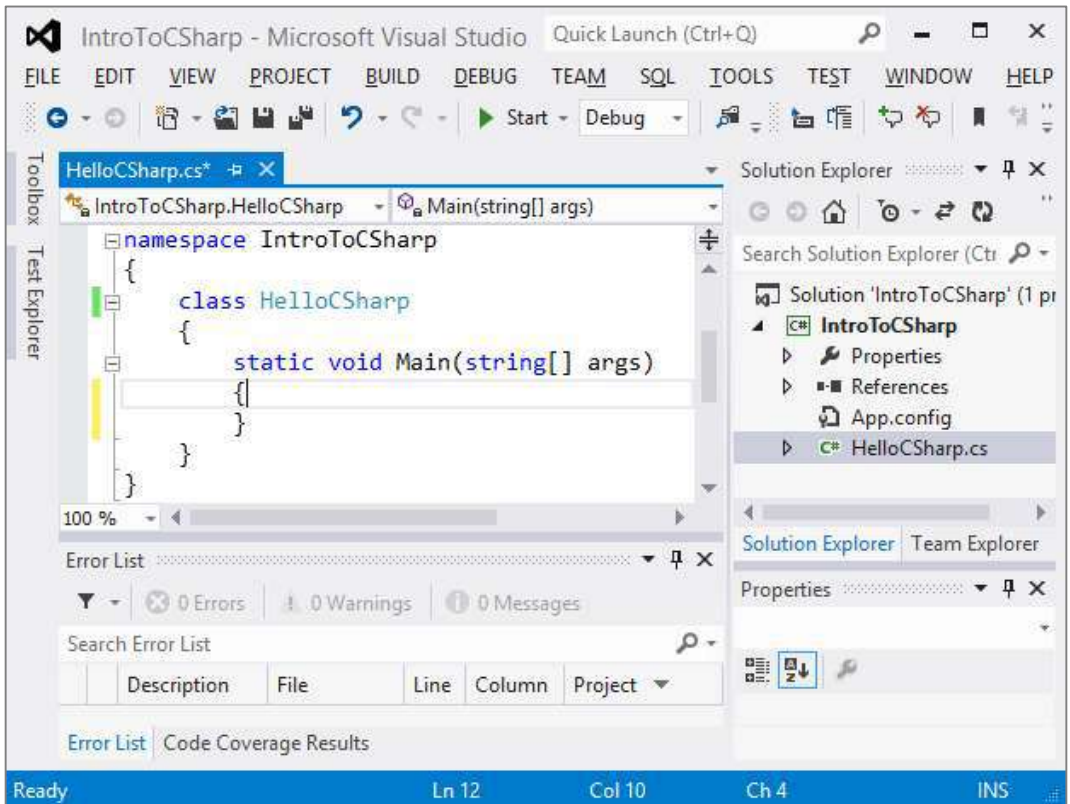 IntroToCSharp - Microsoft Visual Studio Quick Launch (Ctrl+Q)
FILE EDIT VIEW PROJECT BUILD DEBUG TEAM SQL TOOLS TEST WINDOW HELP
Start Debug
Toolbox
Test Explorer
HelloCSharp.cs*
IntroToCSharp.HelloCSharp Main(string[] args)
namespace IntroToCSharp
{
class HelloCSharp
{
static void Main(string[] args)
{
}
}
}
100 %
Error List
0 Errors 0 Warnings 0 Messages
Search Error List
Description File Line Column Project
Error List Code Coverage Results
Solution Explorer
Search Solution Explorer (Ctr
Solution 'IntroToCSharp' (1 pr
C# IntroToCSharp
Properties
References
App.config
C# HelloCSharp.cs
Solution Explorer Team Explorer
Properties
Ready Ln 12 Col 10 Ch 4 INS